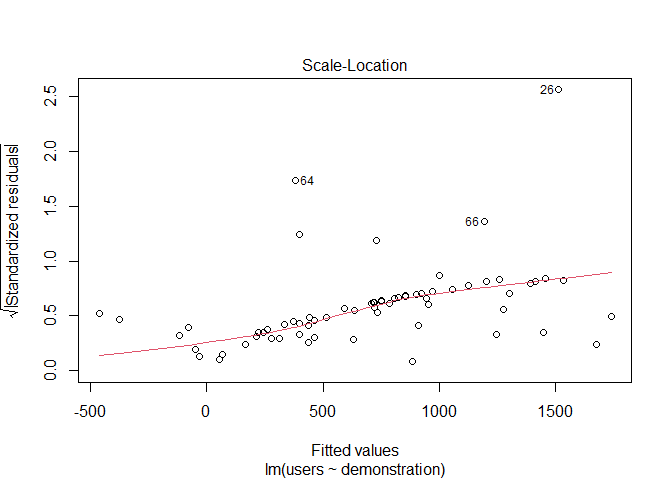 Scale-Location
√|Standardized residuals|
2.5
2.0
1.5
1.0
0.5
0.0
26
64
66
-500 0 500 1000 1500
Fitted values
lm(users ~ demonstration)